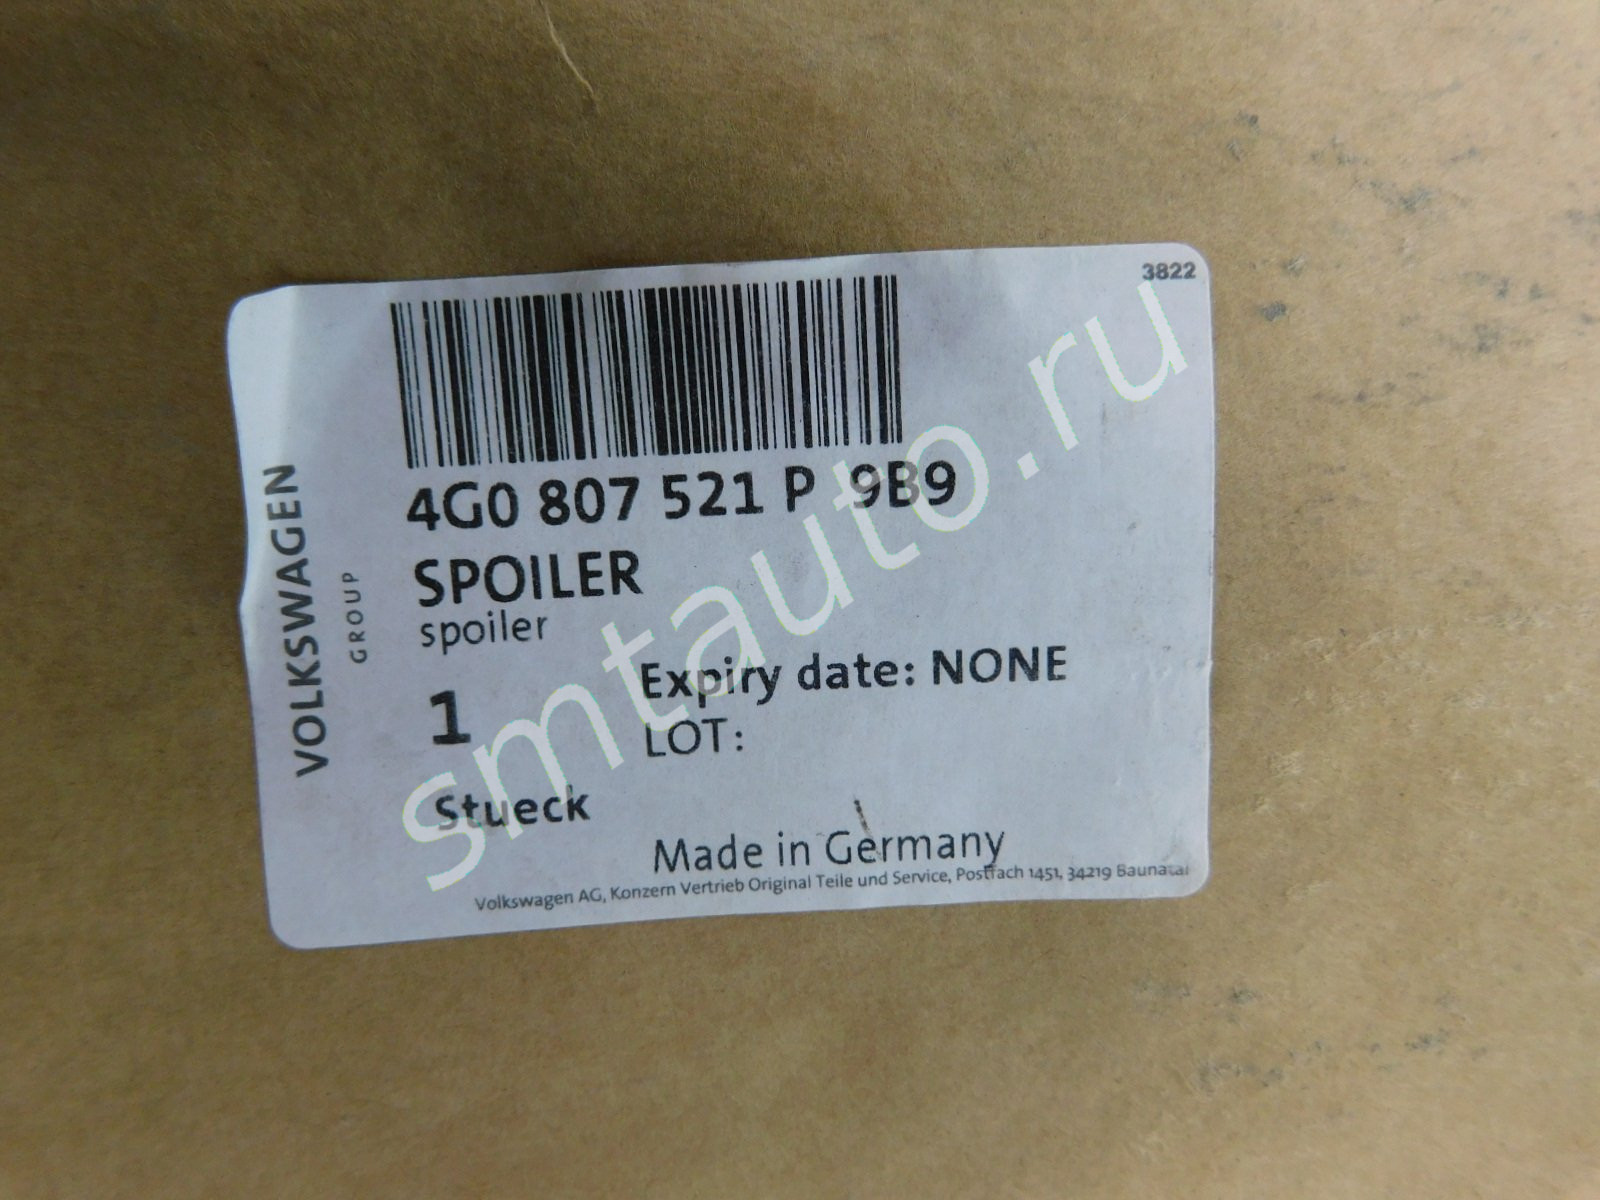 3822
VOLKSWAGEN
GROUP
4G0 807 521 P 9B9
SPOILER
spoiler
1
Expiry date: NONE
LOT:
Stueck
Made in Germany
Volkswagen AG, Konzern Vertrieb Original Teile und Service, Postfach 1451, 34219 Baunatal
smtauto.ru